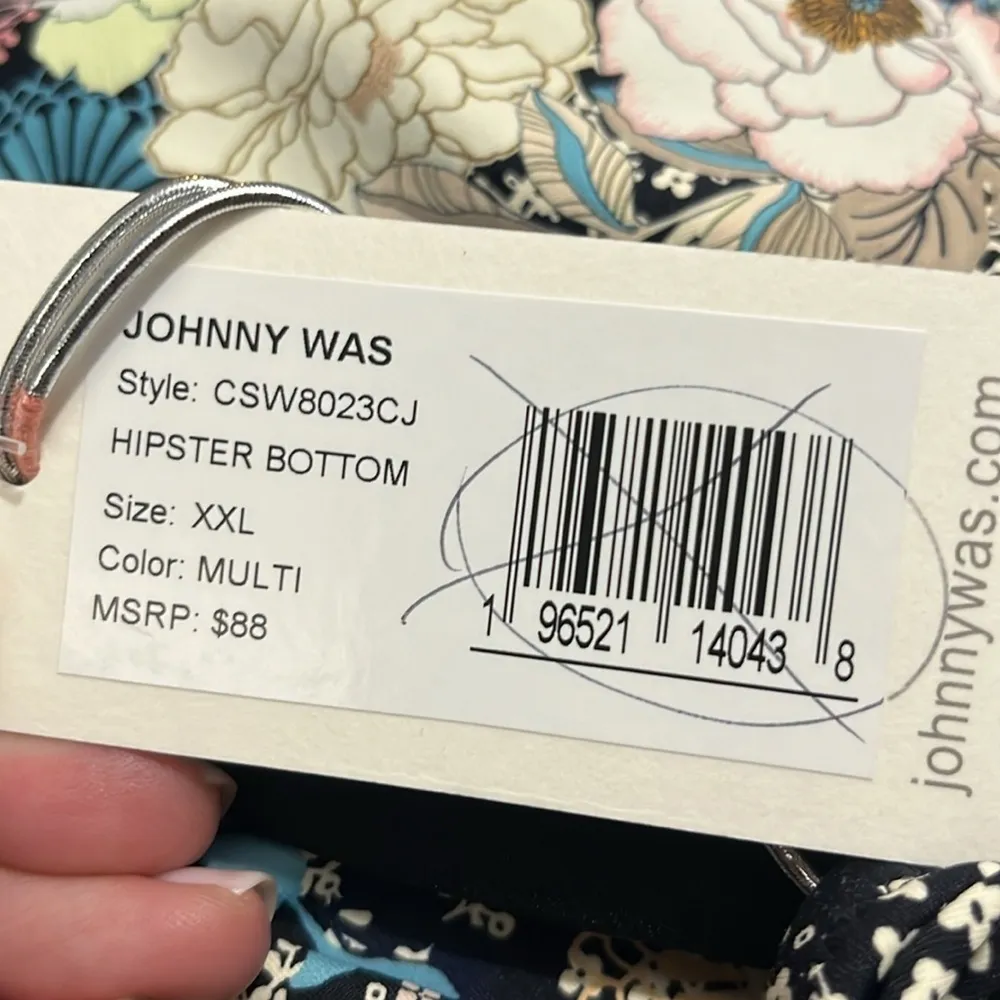 JOHNNY WAS
Style: CSW8023CJ
HIPSTER BOTTOM
Size: XXL
Color: MULTI
MSRP: $88
1 96521 14043 8
johnnywas.com